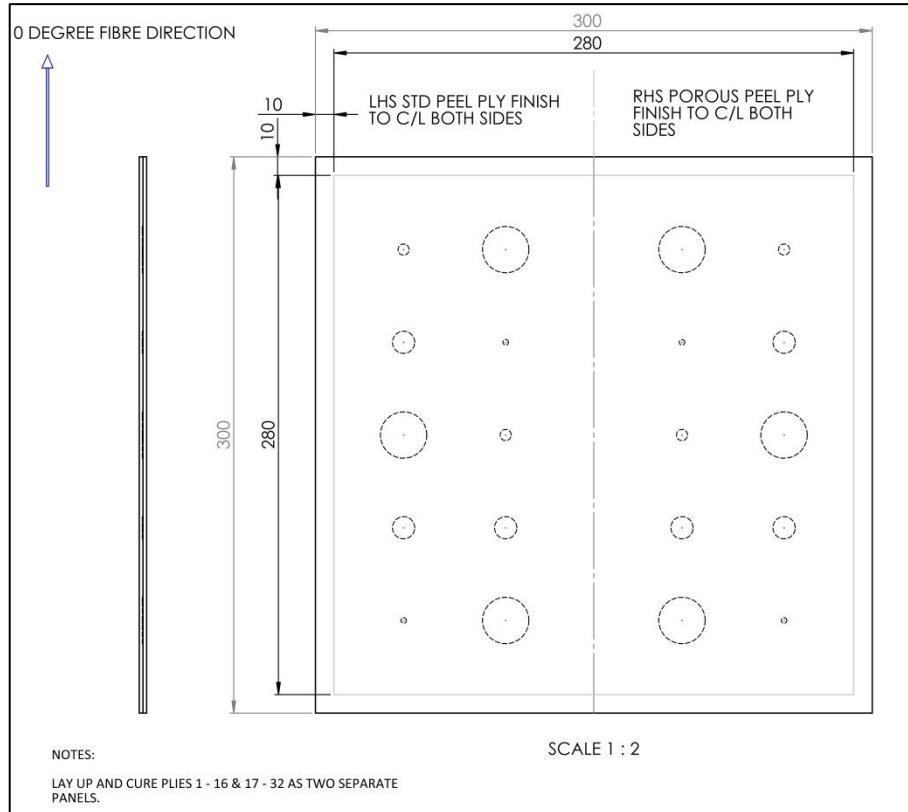 0 DEGREE FIBRE DIRECTION
300
280
10
LHS STD PEEL PLY FINISH
TO C/L BOTH SIDES
RHS POROUS PEEL PLY
FINISH TO C/L BOTH
SIDES
10
300
280
SCALE 1 : 2
NOTES:
LAY UP AND CURE PLIES 1 - 16 & 17 - 32 AS TWO SEPARATE
PANELS.